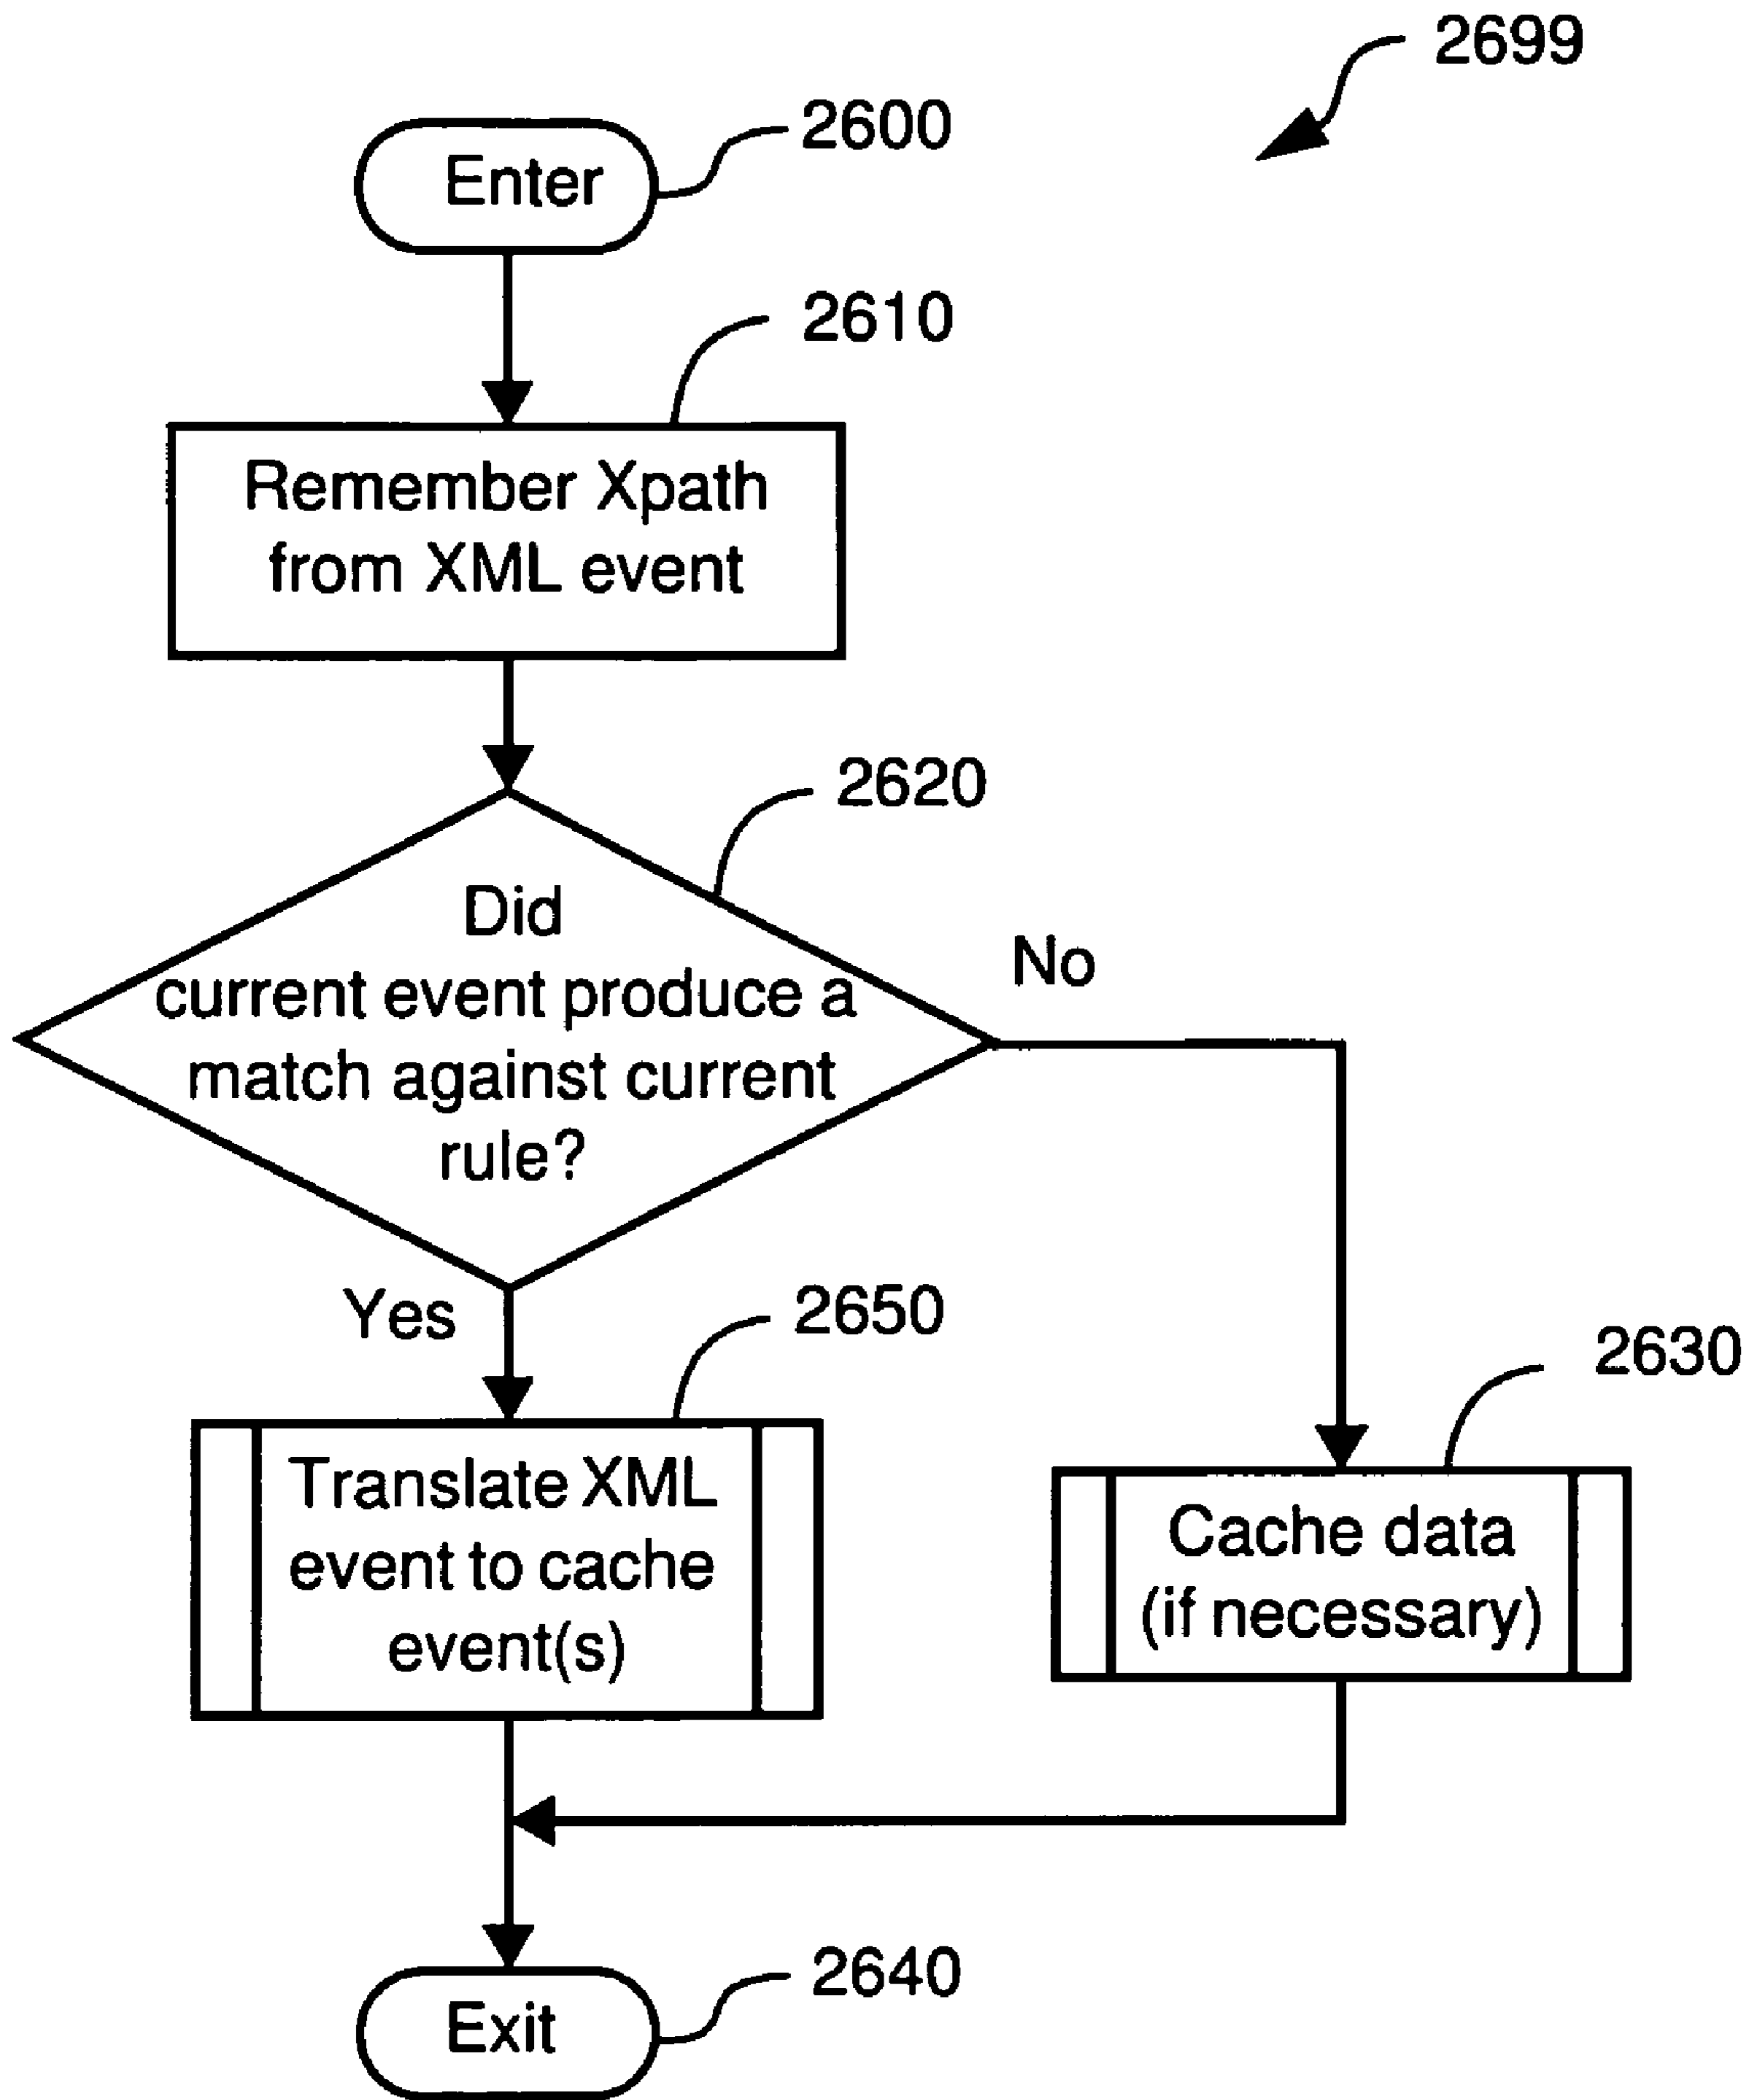 2699
2600
Enter
2610
Remember Xpath
from XML event
2620
Did
current event produce a
match against current
rule?
No
Yes
2650
2630
Translate XML
event to cache
event(s)
Cache data
(if necessary)
2640
Exit